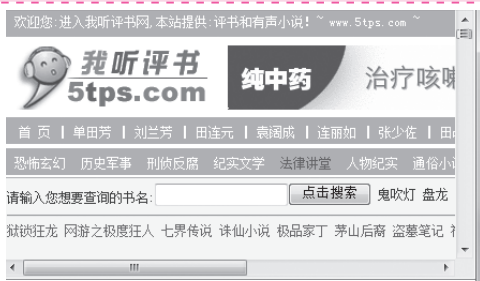 欢迎您:进入我听评书网,本站提供:评书和有声小说!~ www.5tps.com ~
我听评书
5tps.com
纯中药 治疗咳
首 页 | 单田芳 | 刘兰芳 | 田连元 | 袁阔成 | 连丽如 | 张少佐 | 田
恐怖玄幻 历史军事 刑侦反腐 纪实文学 法律讲堂 人物纪实 通俗小
请输入您想要查询的书名: 点击搜索 鬼吹灯 盘龙
狱锁狂龙 网游之极度狂人 七界传说 诛仙小说 极品家丁 茅山后裔 盗墓笔记